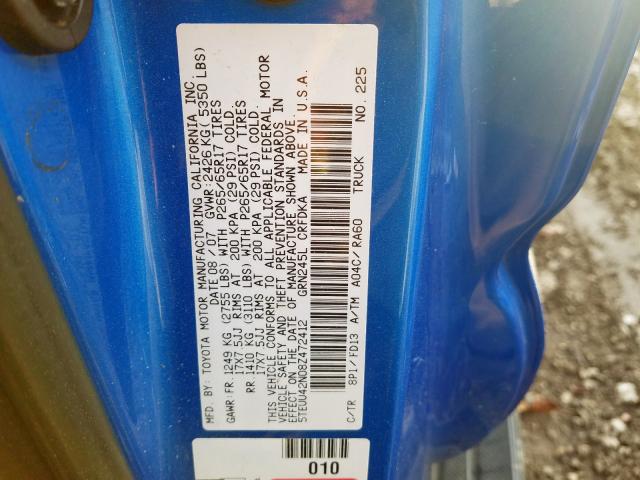 MFD. BY: TOYOTA MOTOR MANUFACTURING CALIFORNIA INC.
DATE 08 / 07 GVWR: 2426 KG ( 5350 LBS)
GAWR: FR. 1249 KG (2755 LBS) WITH P265/65R17 TIRES
17X7.5JJ RIMS AT 200 KPA (29 PSI) COLD.
RR. 1410 KG (3110 LBS) WITH P265/65R17 TIRES
17X7.5JJ RIMS AT 200 KPA (29 PSI) COLD.
THIS VEHICLE CONFORMS TO ALL APPLICABLE FEDERAL MOTOR
VEHICLE SAFETY AND THEFT PREVENTION STANDARDS IN
EFFECT ON THE DATE OF MANUFACTURE SHOWN ABOVE.
5TEUU42N08Z472412 GRN245L CRFDKA MADE IN U.S.A.
C/TR 8P1 / FD13 A/TM A04C/ RA60 TRUCK NO. 225
010